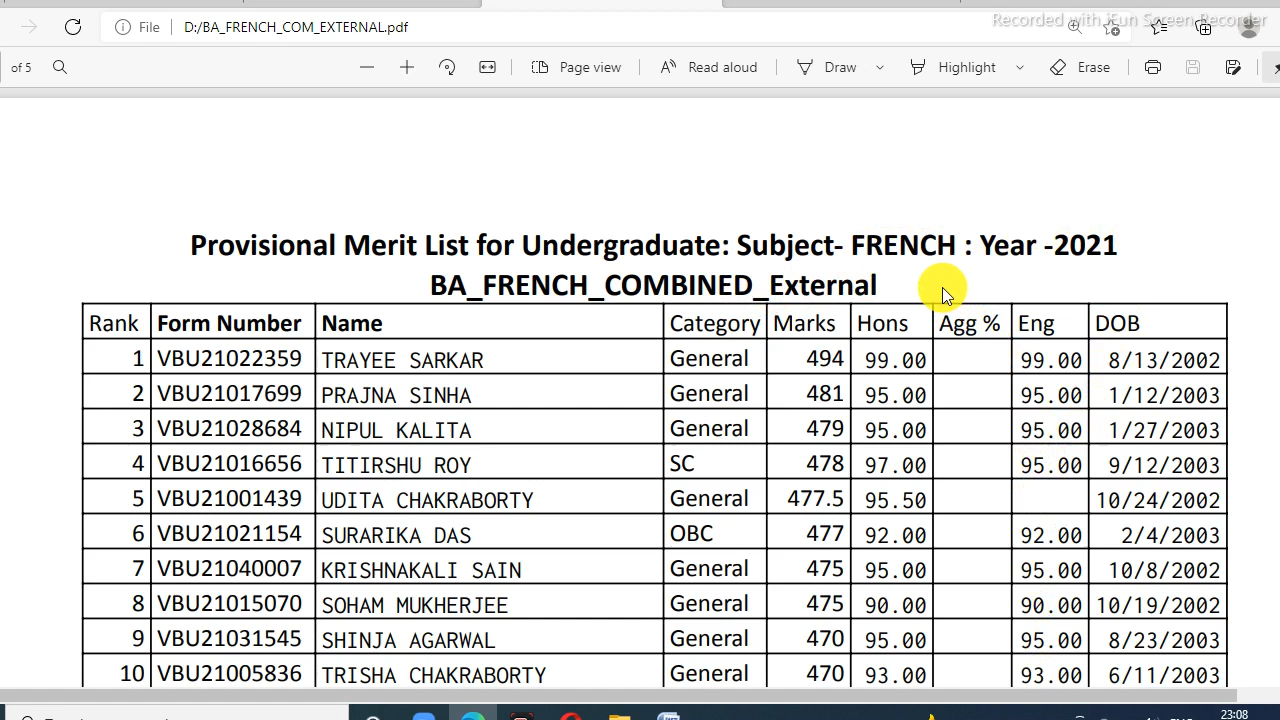 Recorded with iFun Screen Recorder
File D:/BA_FRENCH_COM_EXTERNAL.pdf
of 5 Page view Read aloud Draw Highlight Erase
Provisional Merit List for Undergraduate: Subject- FRENCH : Year -2021
BA_FRENCH_COMBINED_External
Rank Form Number Name Category Marks Hons Agg % Eng DOB
1 VBU21022359 TRAYEE SARKAR General 494 99.00 99.00 8/13/2002
2 VBU21017699 PRAJNA SINHA General 481 95.00 95.00 1/12/2003
3 VBU21028684 NIPUL KALITA General 479 95.00 95.00 1/27/2003
4 VBU21016656 TITIRSHU ROY SC 478 97.00 95.00 9/12/2003
5 VBU21001439 UDITA CHAKRABORTY General 477.5 95.50 10/24/2002
6 VBU21021154 SURARIKA DAS OBC 477 92.00 92.00 2/4/2003
7 VBU21040007 KRISHNAKALI SAIN General 475 95.00 95.00 10/8/2002
8 VBU21015070 SOHAM MUKHERJEE General 475 90.00 90.00 10/19/2002
9 VBU21031545 SHINJA AGARWAL General 470 95.00 95.00 8/23/2003
10 VBU21005836 TRISHA CHAKRABORTY General 470 93.00 93.00 6/11/2003
23:08